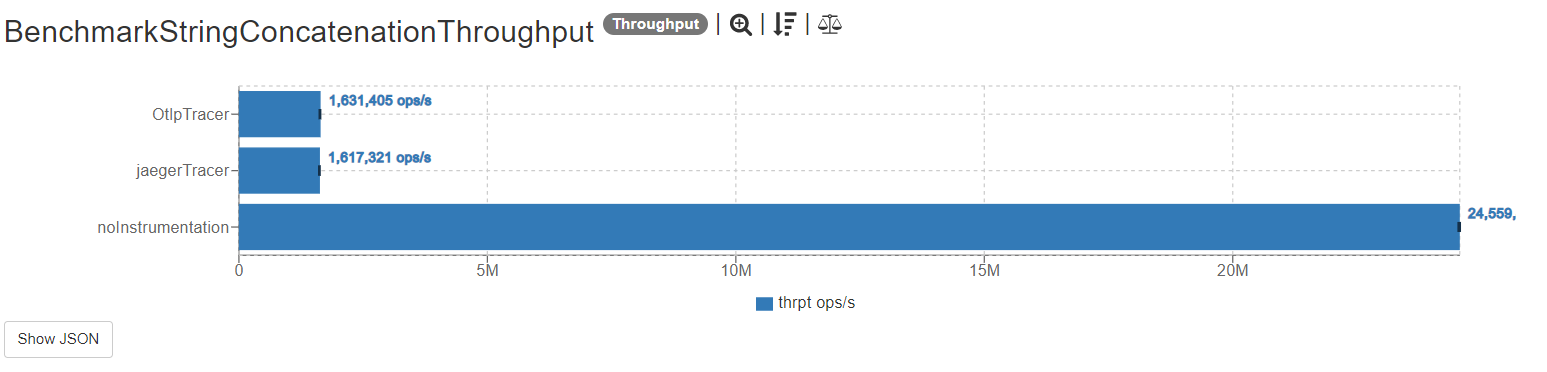 BenchmarkStringConcatenationThroughput Throughput | | |
OtlpTracer 1,631,405 ops/s
jaegerTracer 1,617,321 ops/s
noInstrumentation 24,559,
0 5M 10M 15M 20M
thrpt ops/s
Show JSON